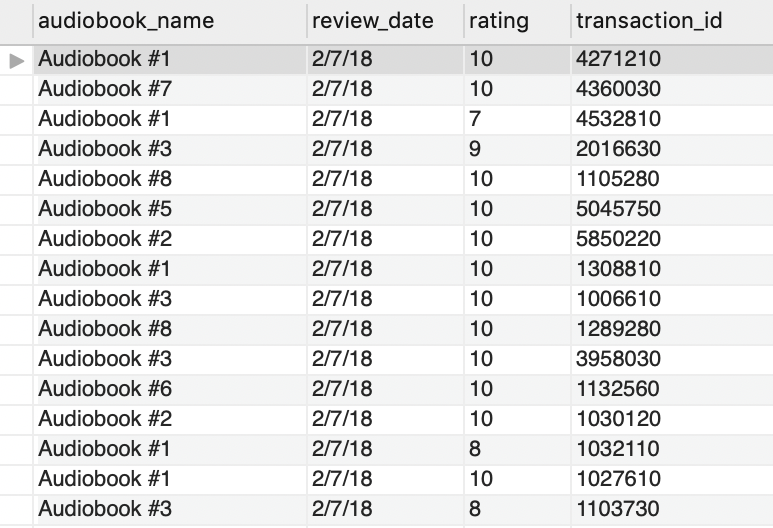 audiobook_name review_date rating transaction_id
Audiobook #1 2/7/18 10 4271210
Audiobook #7 2/7/18 10 4360030
Audiobook #1 2/7/18 7 4532810
Audiobook #3 2/7/18 9 2016630
Audiobook #8 2/7/18 10 1105280
Audiobook #5 2/7/18 10 5045750
Audiobook #2 2/7/18 10 5850220
Audiobook #1 2/7/18 10 1308810
Audiobook #3 2/7/18 10 1006610
Audiobook #8 2/7/18 10 1289280
Audiobook #3 2/7/18 10 3958030
Audiobook #6 2/7/18 10 1132560
Audiobook #2 2/7/18 10 1030120
Audiobook #1 2/7/18 8 1032110
Audiobook #1 2/7/18 10 1027610
Audiobook #3 2/7/18 8 1103730